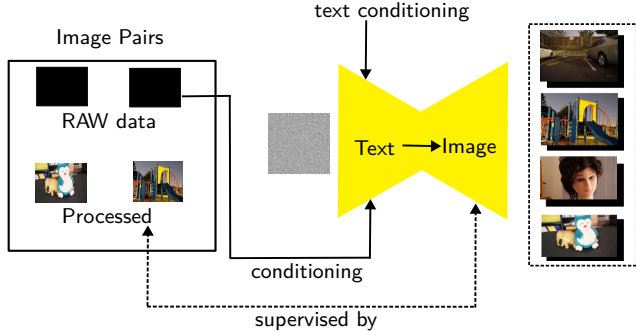 text conditioning
Image Pairs
RAW data
Text
Image
Processed
conditioning
supervised by